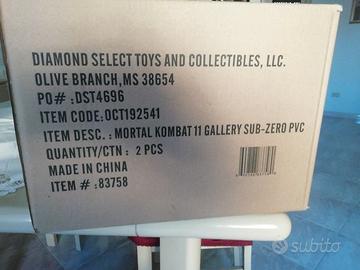 DIAMOND SELECT TOYS AND COLLECTIBLES, LLC.
OLIVE BRANCH,MS 38654
PO# :DST4696
ITEM CODE:OCT192541
ITEM DESC. : MORTAL KOMBAT 11 GALLERY SUB-ZERO PVC
QUANTITY/CTN : 2 PCS
MADE IN CHINA
ITEM # :83758
subito